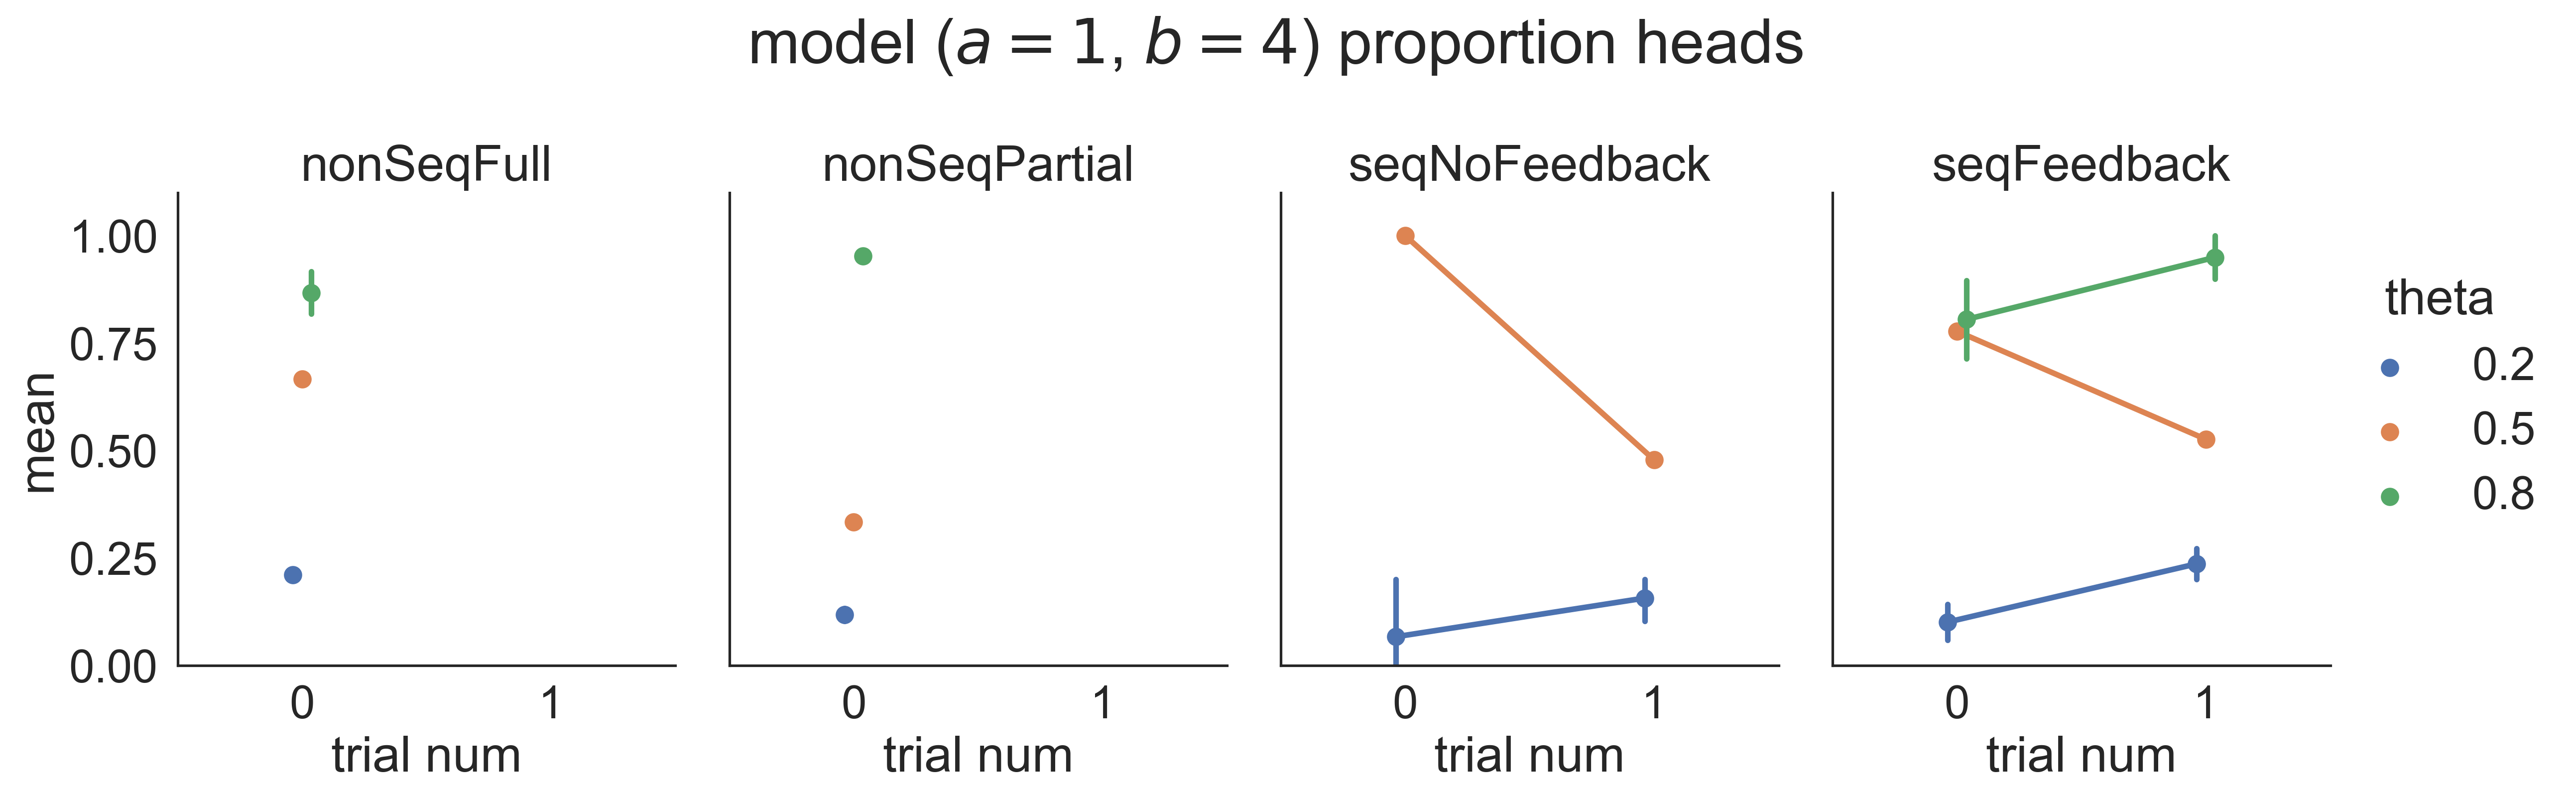 model (a = 1, b = 4) proportion heads
nonSeqFull
nonSeqPartial
seqNoFeedback
seqFeedback
mean
1.00
0.75
0.50
0.25
0.00
0 1
0 1
0 1
0 1
trial num
trial num
trial num
trial num
theta
0.2
0.5
0.8